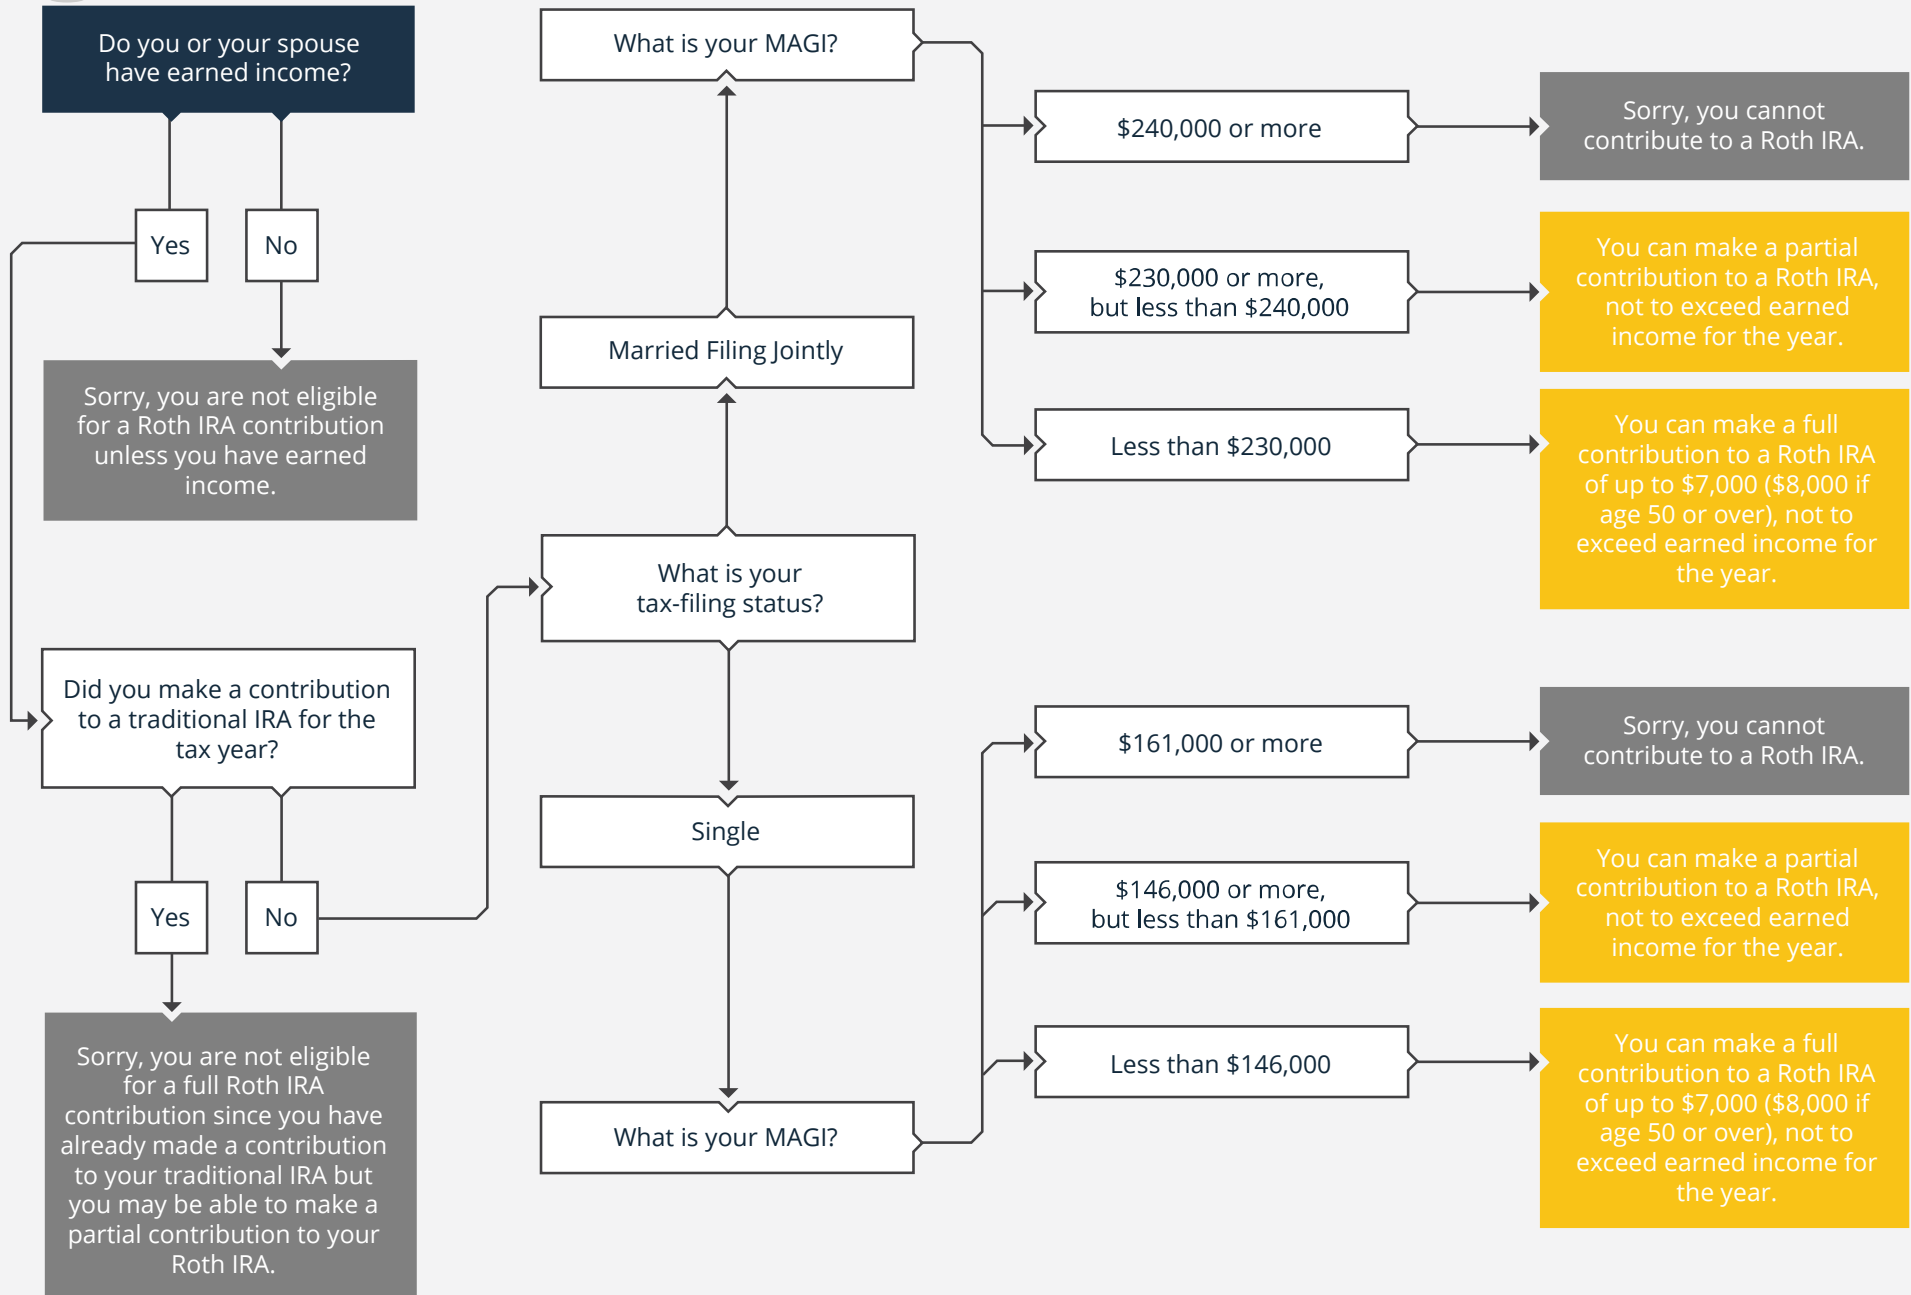 Do you or your spouse
have earned income?
Yes
No
Sorry, you are not eligible
for a Roth IRA contribution
unless you have earned
income.
Did you make a contribution
to a traditional IRA for the
tax year?
Yes
No
Sorry, you are not eligible
for a full Roth IRA
contribution since you have
already made a contribution
to your traditional IRA but
you may be able to make a
partial contribution to your
Roth IRA.
What is your MAGI?
Married Filing Jointly
What is your
tax-filing status?
Single
What is your MAGI?
$240,000 or more
$230,000 or more,
but less than $240,000
Less than $230,000
$161,000 or more
$146,000 or more,
but less than $161,000
Less than $146,000
Sorry, you cannot
contribute to a Roth IRA.
You can make a partial
contribution to a Roth IRA,
not to exceed earned
income for the year.
You can make a full
contribution to a Roth IRA
of up to $7,000 ($8,000 if
age 50 or over), not to
exceed earned income for
the year.
Sorry, you cannot
contribute to a Roth IRA.
You can make a partial
contribution to a Roth IRA,
not to exceed earned
income for the year.
You can make a full
contribution to a Roth IRA
of up to $7,000 ($8,000 if
age 50 or over), not to
exceed earned income for
the year.